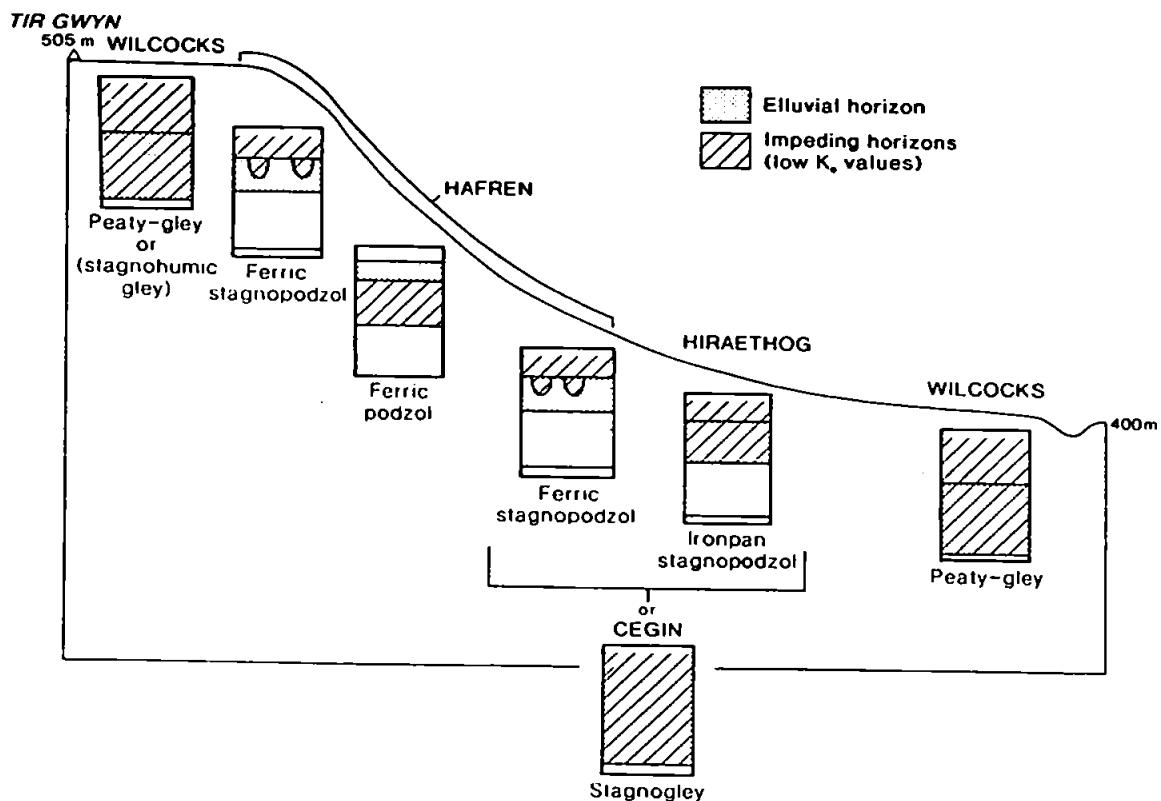 TIR GWYN
505 m WILCOCKS
Elluvial horizon
Impeding horizons
(low K. values)
HAFREN
Peaty-gley
or
(stagnohumic
gley)
Ferric
stagnopodzol
Ferric
podzol
HIRAETHOG
WILCOCKS
400m
Ferric
stagnopodzol
Ironpan
stagnopodzol
Peaty-gley
or
CEGIN
Stagnogley